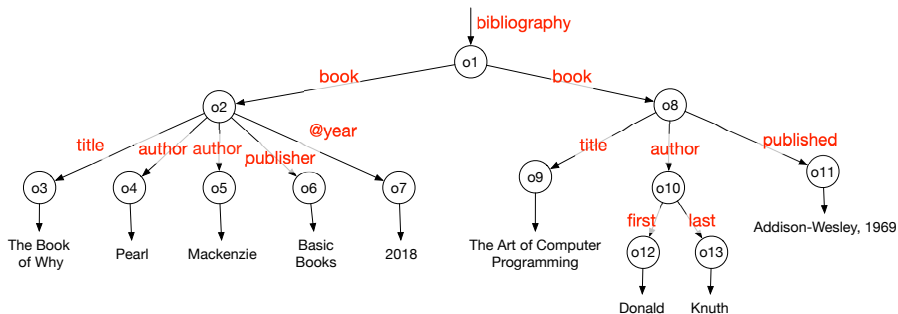 bibliography
o1
book
book
o2
o8
@year
title
author
author
publisher
title
author
published
o3
o4
o5
o6
o7
o9
o10
o11
first
last
The Book
of Why
Pearl
Mackenzie
Basic
Books
2018
The Art of Computer
Programming
o12
o13
Addison-Wesley, 1969
Donald
Knuth